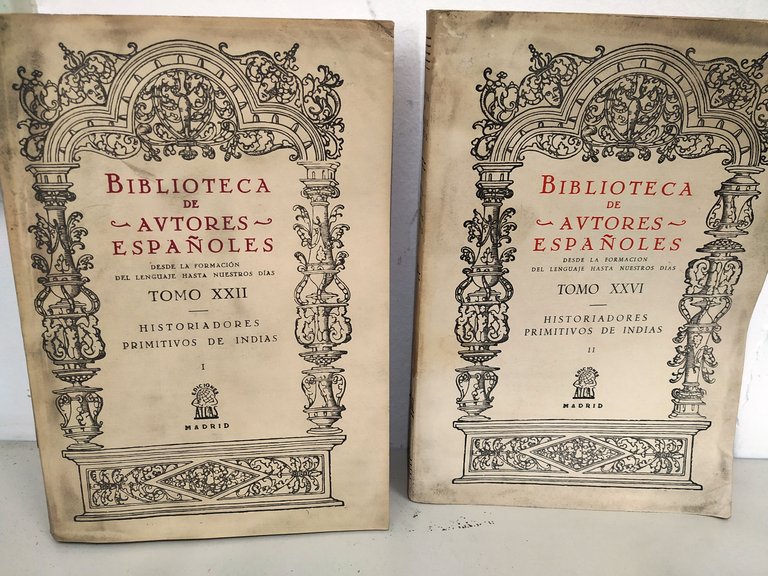 BIBLIOTECA
DE
AVTORES
ESPAÑOLES
DESDE LA FORMACIÓN
DEL LENGUAJE HASTA NUESTROS DÍAS
TOMO XXII
HISTORIADORES
PRIMITIVOS DE INDIAS
I
EDICIONES
ATLAS
MADRID
BIBLIOTECA
DE
AVTORES
ESPAÑOLES
DESDE LA FORMACION
DEL LENGUAJE HASTA NUESTROS DIAS
TOMO XXVI
HISTORIADORES
PRIMITIVOS DE INDIAS
II
EDICIONES
ATLAS
MADRID